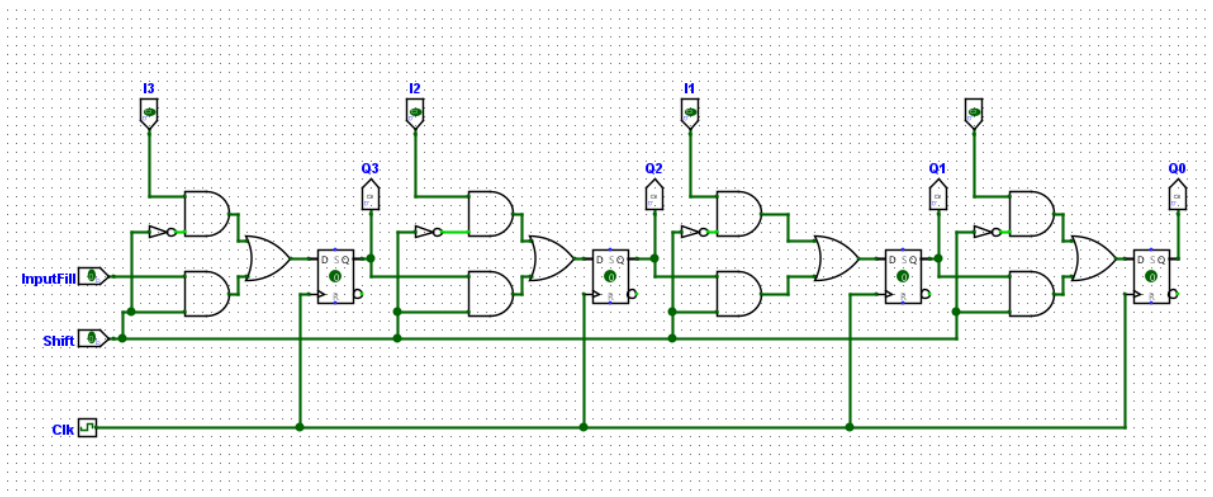 I3
I2
I1
Q3
Q2
Q1
Q0
D S Q
R
D S Q
R
D S Q
R
D S Q
R
InputFill
Shift
Clk